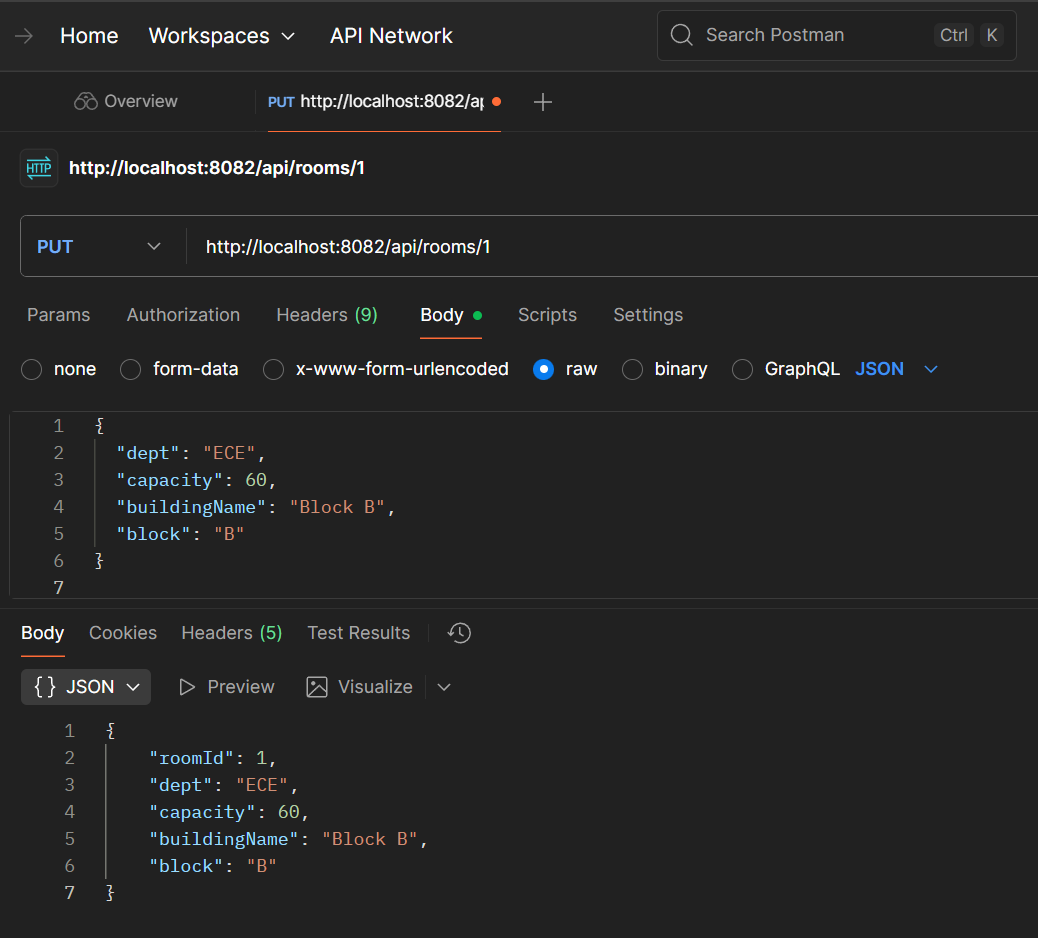 Home Workspaces API Network Search Postman Ctrl K
Overview PUT http://localhost:8082/ap
HTTP http://localhost:8082/api/rooms/1
PUT http://localhost:8082/api/rooms/1
Params Authorization Headers (9) Body Scripts Settings
none form-data x-www-form-urlencoded raw binary GraphQL JSON
1 {
2 "dept": "ECE",
3 "capacity": 60,
4 "buildingName": "Block B",
5 "block": "B"
6 }
7
Body Cookies Headers (5) Test Results
{} JSON Preview Visualize
1 {
2 "roomId": 1,
3 "dept": "ECE",
4 "capacity": 60,
5 "buildingName": "Block B",
6 "block": "B"
7 }